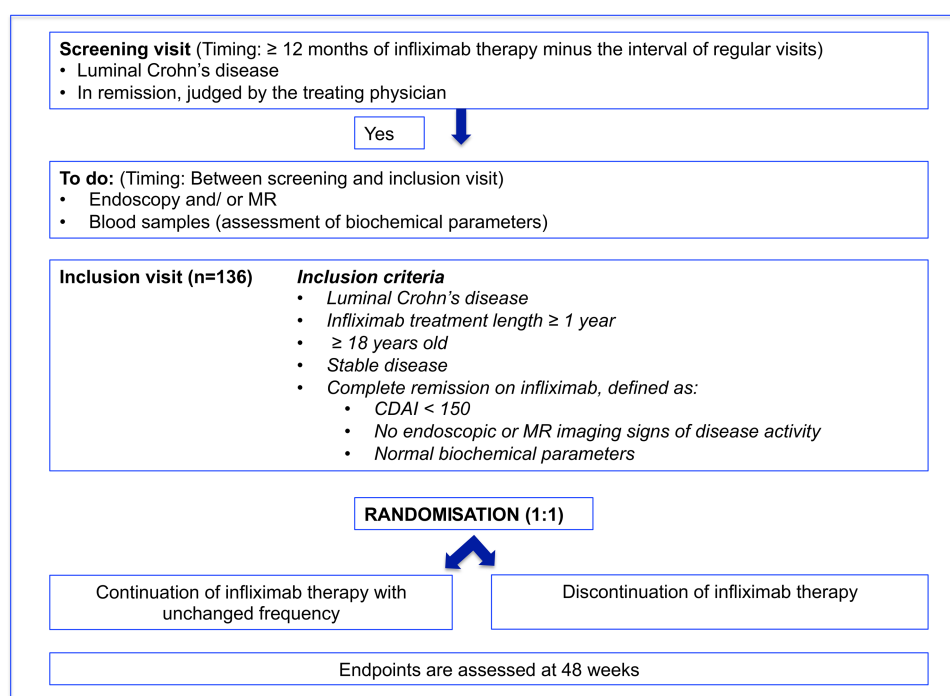 Screening visit (Timing: ≥ 12 months of infliximab therapy minus the interval of regular visits)
• Luminal Crohn's disease
• In remission, judged by the treating physician
Yes
To do: (Timing: Between screening and inclusion visit)
• Endoscopy and/ or MR
• Blood samples (assessment of biochemical parameters)
Inclusion visit (n=136) Inclusion criteria
• Luminal Crohn's disease
• Infliximab treatment length ≥ 1 year
• ≥ 18 years old
• Stable disease
• Complete remission on infliximab, defined as:
• CDAI < 150
• No endoscopic or MR imaging signs of disease activity
• Normal biochemical parameters
RANDOMISATION (1:1)
Continuation of infliximab therapy with
unchanged frequency
Discontinuation of infliximab therapy
Endpoints are assessed at 48 weeks